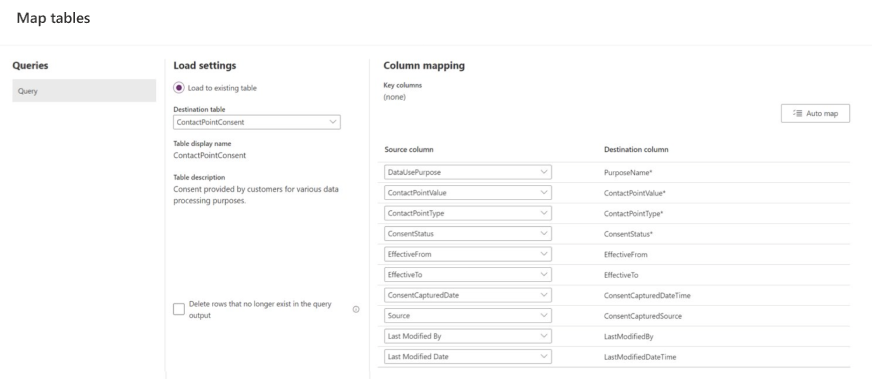 Map tables
Queries
Query
Load settings
Load to existing table
Destination table
ContactPointConsent
Table display name
ContactPointConsent
Table description
Consent provided by customers for various data
processing purposes.
Delete rows that no longer exist in the query
output
Column mapping
Key columns
(none)
Auto map
Source column Destination column
DataUsePurpose PurposeName*
ContactPointValue ContactPointValue*
ContactPointType ContactPointType*
ConsentStatus ConsentStatus*
EffectiveFrom EffectiveFrom
EffectiveTo EffectiveTo
ConsentCapturedDate ConsentCapturedDateTime
Source ConsentCapturedSource
Last Modified By LastModifiedBy
Last Modified Date LastModifiedDateTime